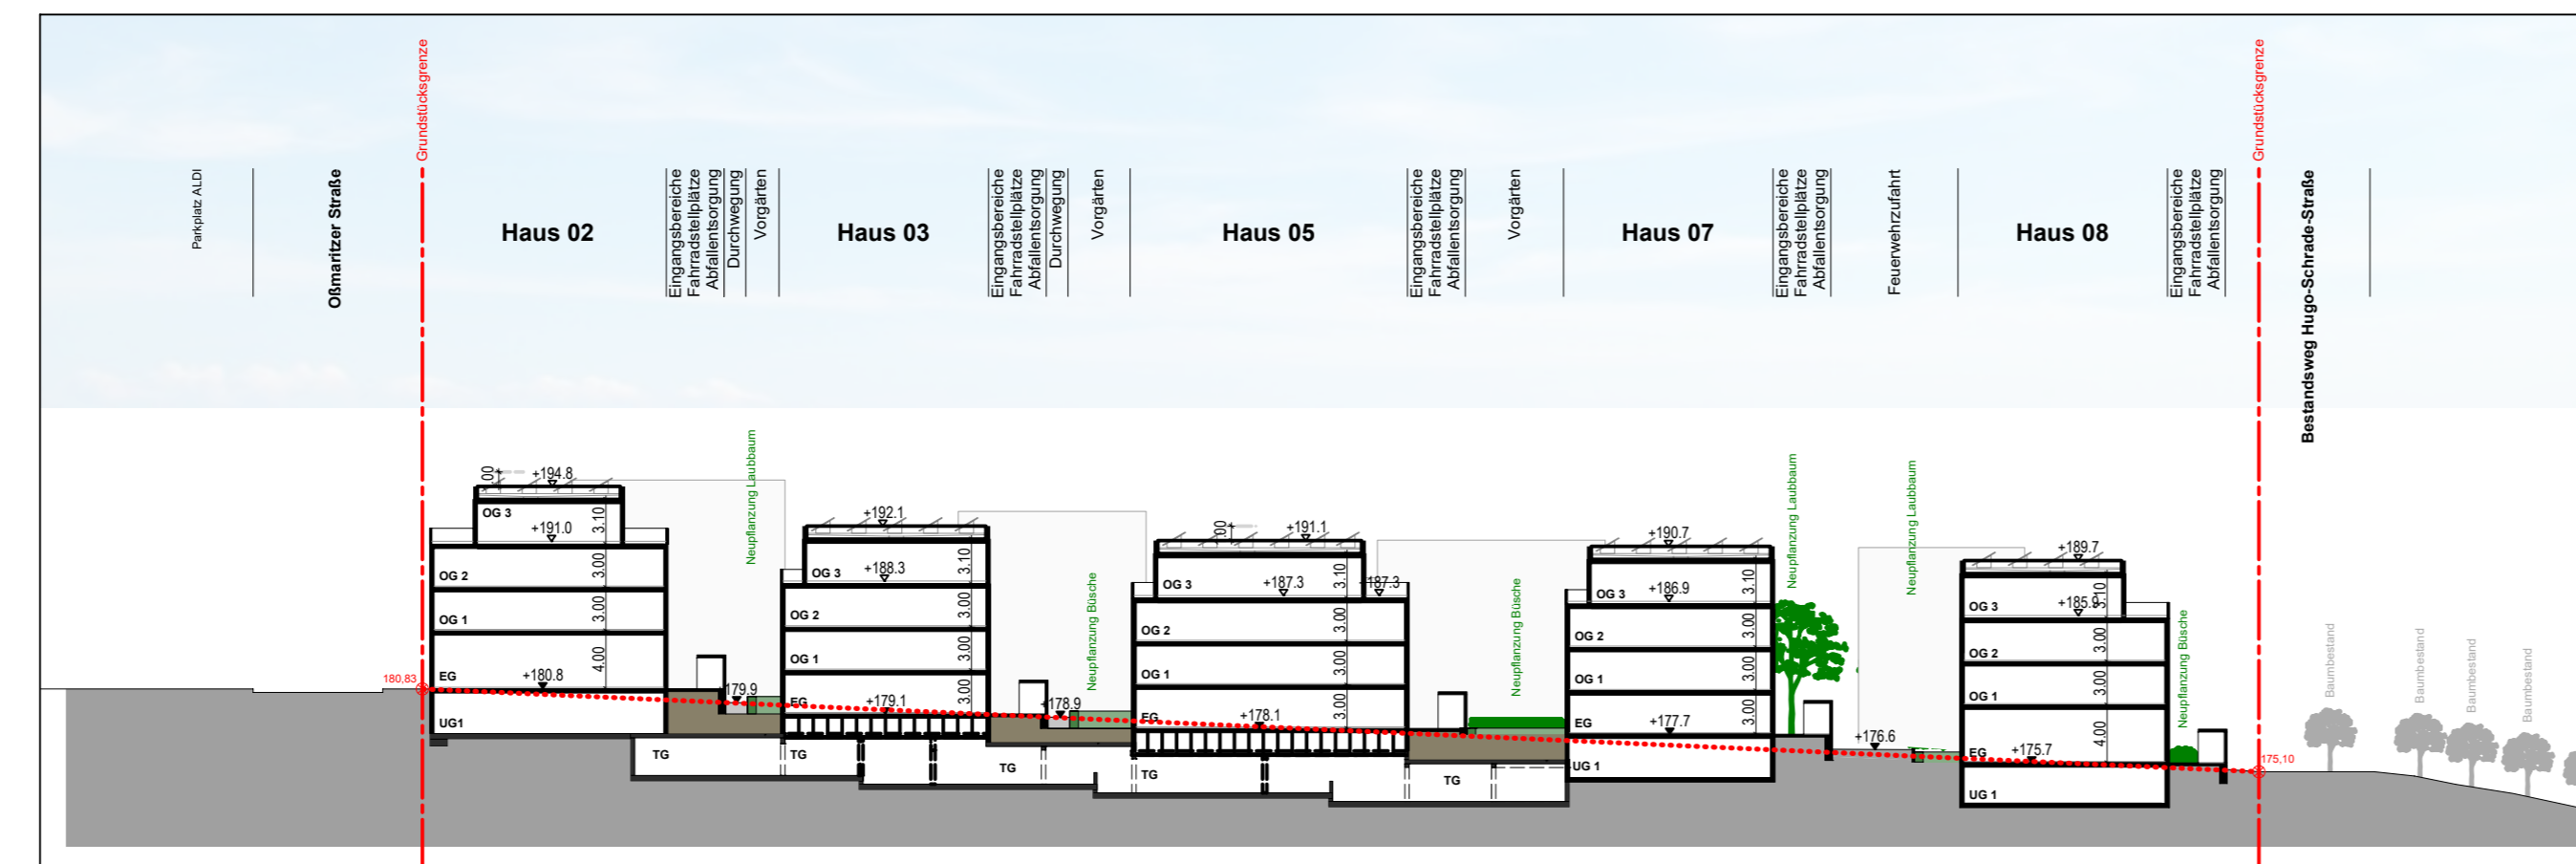 Parkplatz ALDI
Oßmaritzer Straße
Grundstücksgrenze
Haus 02
Eingangsbereiche
Fahrradstellplätze
Abfallentsorgung
Durchwegung
Vorgärten
Haus 03
Eingangsbereiche
Fahrradstellplätze
Abfallentsorgung
Durchwegung
Vorgärten
Haus 05
Eingangsbereiche
Fahrradstellplätze
Abfallentsorgung
Vorgärten
Haus 07
Eingangsbereiche
Fahrradstellplätze
Abfallentsorgung
Feuerwehrzufahrt
Haus 08
Eingangsbereiche
Fahrradstellplätze
Abfallentsorgung
Grundstücksgrenze
Bestandsweg Hugo-Schrade-Straße
180,83
.00
+194.8
OG 3
+191.0
3.10
OG 2
3.00
OG 1
3.00
EG
+180.8
4.00
UG1
Neupflanzung Laubbaum
179.9
TG
+192.1
OG 3
+188.3
3.10
OG 2
3.00
OG 1
3.00
EG
+179.1
3.00
TG
TG
Neupflanzung Büsche
+178.9
.00
+191.1
OG 3
+187.3
3.10
+187.3
OG 2
3.00
OG 1
3.00
EG
+178.1
3.00
TG
TG
Neupflanzung Büsche
+190.7
OG 3
+186.9
3.10
OG 2
3.00
OG 1
3.00
EG
+177.7
3.00
UG 1
Neupflanzung Laubbaum
+176.6
Neupflanzung Laubbaum
+189.7
OG 3
+185.9
3.10
OG 2
3.00
OG 1
3.00
EG
+175.7
4.00
UG 1
Neupflanzung Büsche
175,10
Baumbestand
Baumbestand
Baumbestand
Baumbestand